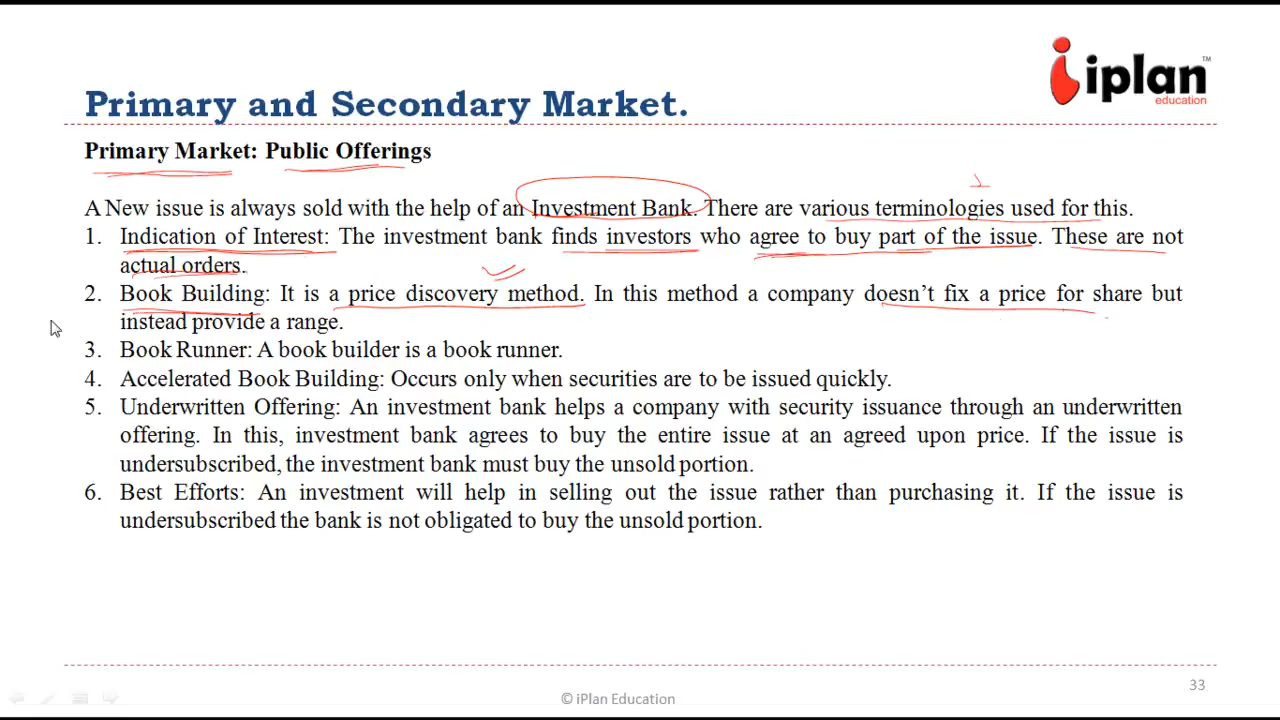 iplan™
education
Primary and Secondary Market.
Primary Market: Public Offerings
A New issue is always sold with the help of an Investment Bank. There are various terminologies used for this.
1. Indication of Interest: The investment bank finds investors who agree to buy part of the issue. These are not
actual orders.
2. Book Building: It is a price discovery method. In this method a company doesn't fix a price for share but
instead provide a range.
3. Book Runner: A book builder is a book runner.
4. Accelerated Book Building: Occurs only when securities are to be issued quickly.
5. Underwritten Offering: An investment bank helps a company with security issuance through an underwritten
offering. In this, investment bank agrees to buy the entire issue at an agreed upon price. If the issue is
undersubscribed, the investment bank must buy the unsold portion.
6. Best Efforts: An investment will help in selling out the issue rather than purchasing it. If the issue is
undersubscribed the bank is not obligated to buy the unsold portion.
33
© iPlan Education